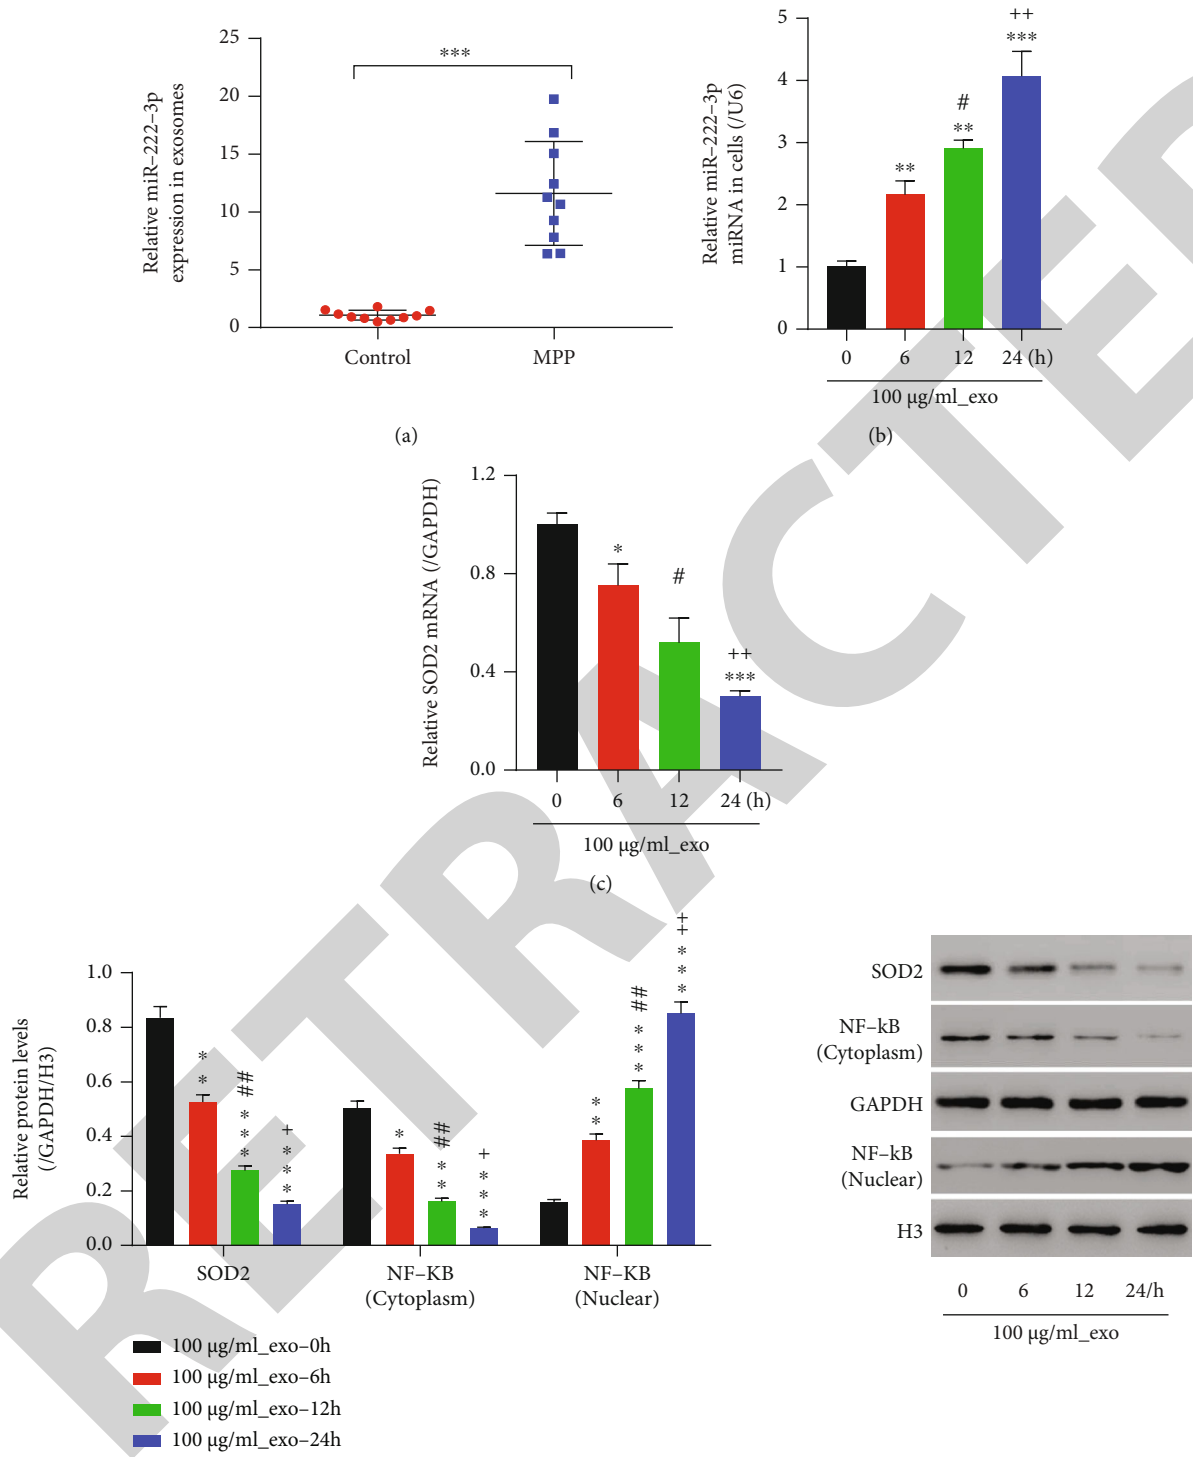 25
20
15
10
5
0
Relative miR–222–3p
expression in exosomes
***
Control
MPP
(a)
5
4
3
2
1
0
Relative miR–222–3p
miRNA in cells (/U6)
**
#
**
++
***
0 6 12 24 (h)
100 µg/ml_exo
(b)
1.2
0.8
0.4
0.0
Relative SOD2 mRNA (/GAPDH)
*
#
++
***
0 6 12 24 (h)
100 µg/ml_exo
(c)
1.0
0.8
0.6
0.4
0.2
0.0
Relative protein levels
(/GAPDH/H3)
**
***##
***+
*
**##
***+
**
***##
***++
SOD2
NF–KB
(Cytoplasm)
NF–KB
(Nuclear)
100 µg/ml_exo–0h
100 µg/ml_exo–6h
100 µg/ml_exo–12h
100 µg/ml_exo–24h
SOD2
NF–kB
(Cytoplasm)
GAPDH
NF–kB
(Nuclear)
H3
0 6 12 24/h
100 µg/ml_exo
RETRACTED